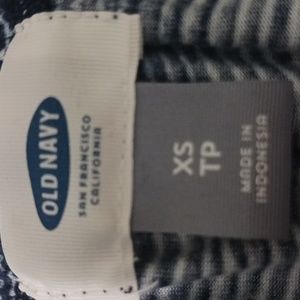 OLD NAVY
SAN FRANCISCO
CALIFORNIA
XS
TP
MADE IN
INDONESIA